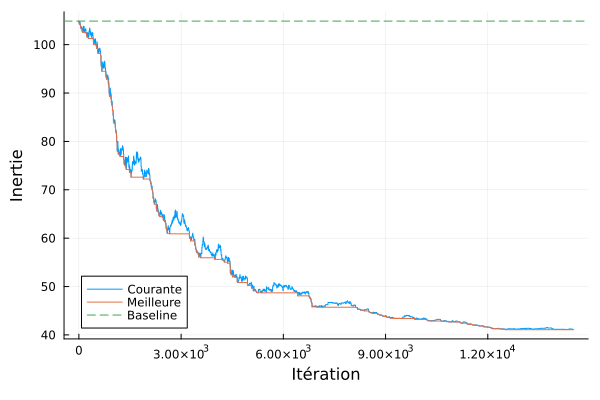 Inertie
100
90
80
70
60
50
40
Courante
Meilleure
Baseline
0
3.00×10³
6.00×10³
9.00×10³
1.20×10⁴
Itération